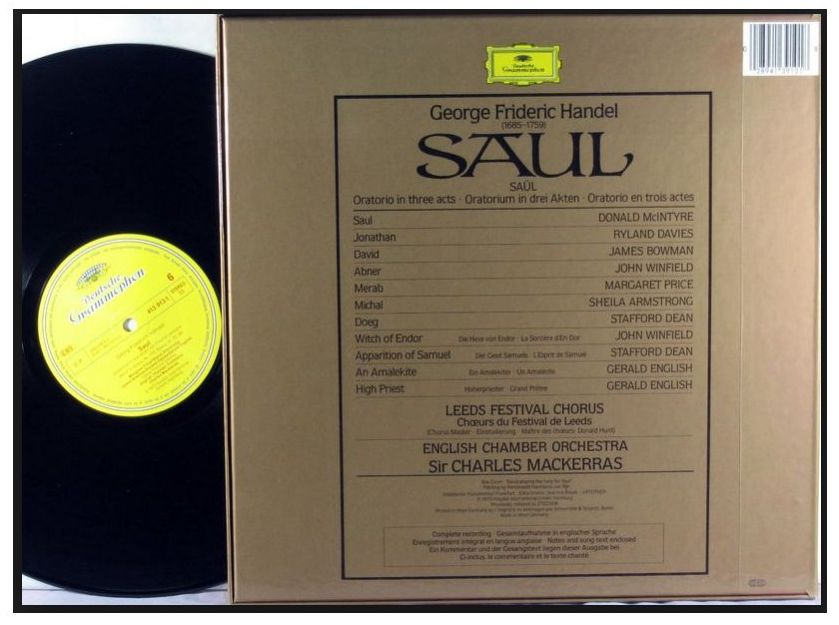 Deutsche
Grammophon
George Frideric Handel
(1685-1759)
SAUL
SAÜL
Oratorio in three acts · Oratorium in drei Akten · Oratorio en trois actes
Saul DONALD McINTYRE
Jonathan RYLAND DAVIES
David JAMES BOWMAN
Abner JOHN WINFIELD
Merab MARGARET PRICE
Michal SHEILA ARMSTRONG
Doeg STAFFORD DEAN
Witch of Endor Die Hexe von Endor · La Sorcière d'En Dor JOHN WINFIELD
Apparition of Samuel Der Geist Samuels · L'Esprit de Samuel STAFFORD DEAN
An Amalekite Ein Amalekiter · Un Amalécite GERALD ENGLISH
High Priest Hoherpriester · Grand Prêtre GERALD ENGLISH
LEEDS FESTIVAL CHORUS
Chœurs du Festival de Leeds
(Chorus Master · Einstudierung · Maître des chœurs: Donald Hunt)
ENGLISH CHAMBER ORCHESTRA
Sir CHARLES MACKERRAS
Complete recording · Gesamtaufnahme in englischer Sprache
Enregistrement intégral en langue anglaise · Notes and sung text enclosed
Ein Kommentar und der Gesangstext liegen dieser Ausgabe bei
Ci-inclus, le commentaire et le texte chanté
Deutsche
Grammophon
6
STEREO
Saul